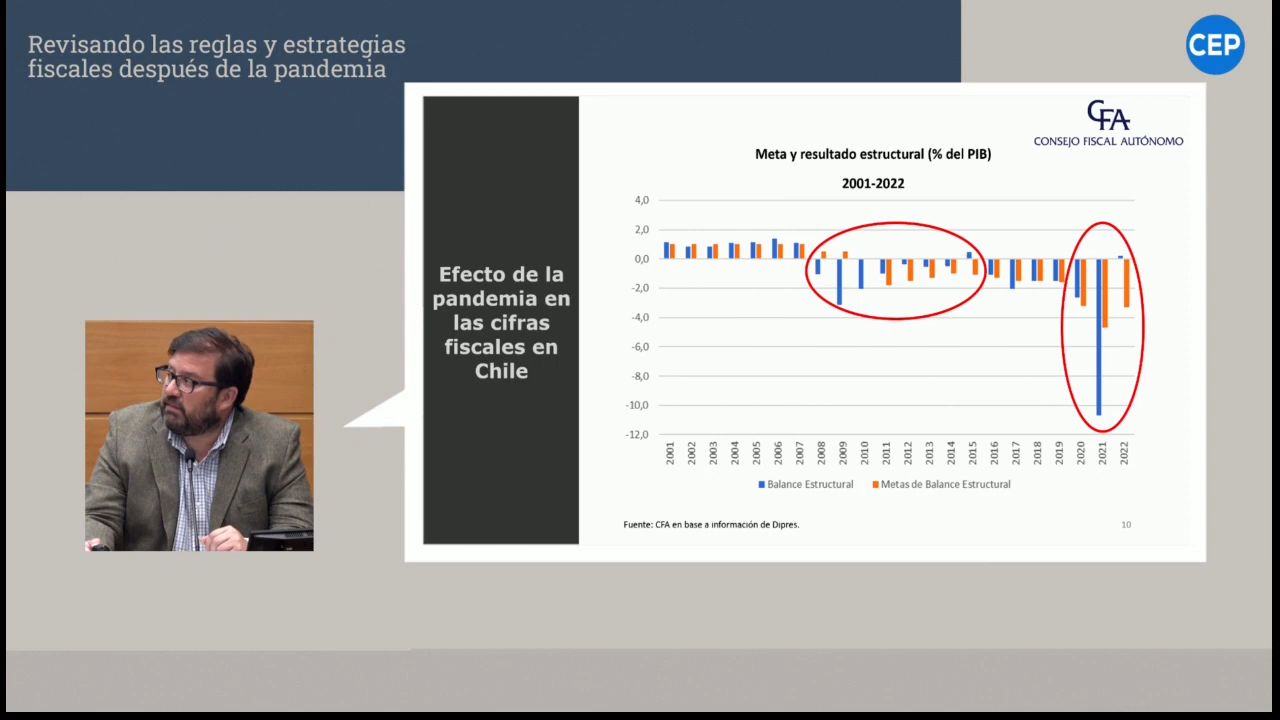 Revisando las reglas y estrategias
fiscales después de la pandemia
CEP
CFA
CONSEJO FISCAL AUTÓNOMO
Efecto de la
pandemia en
las cifras
fiscales en
Chile
Meta y resultado estructural (% del PIB)
2001-2022
4,0
2,0
0,0
-2,0
-4,0
-6,0
-8,0
-10,0
-12,0
2001
2002
2003
2004
2005
2006
2007
2008
2009
2010
2011
2012
2013
2014
2015
2016
2017
2018
2019
2020
2021
2022
Balance Estructural
Metas de Balance Estructural
Fuente: CFA en base a información de Dipres.
10